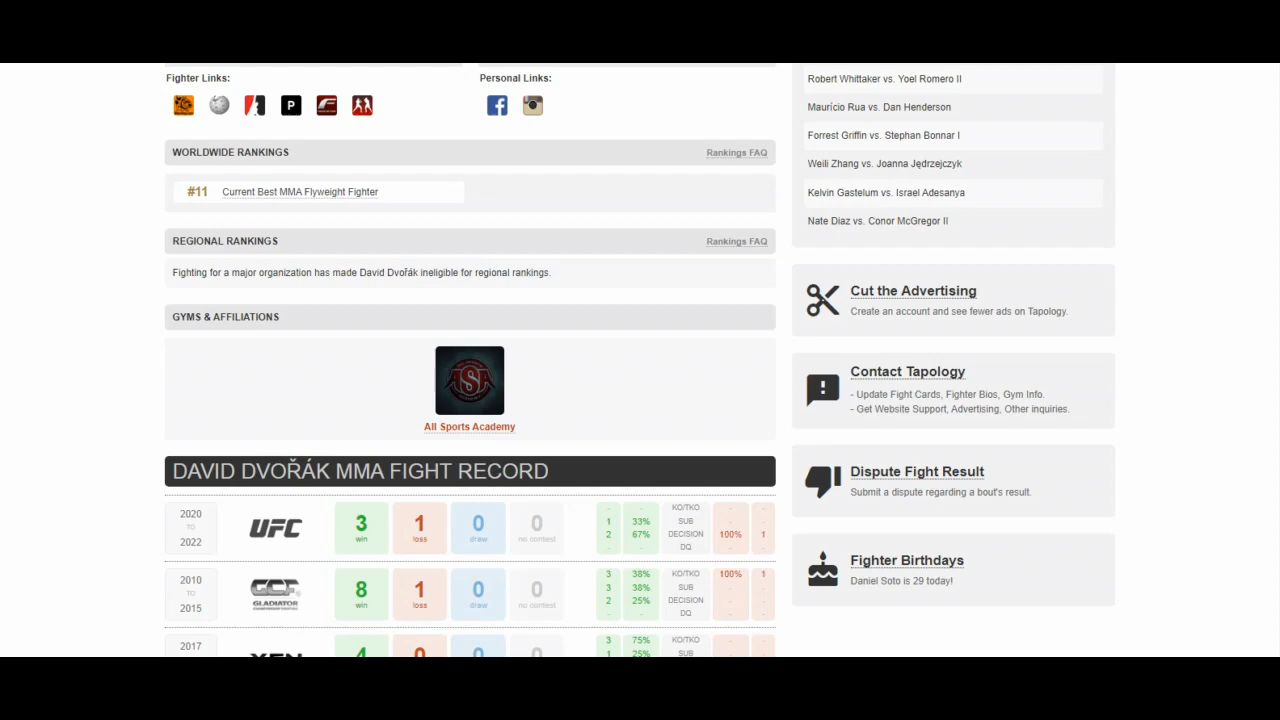 Fighter Links:
Personal Links:
P
WORLDWIDE RANKINGS
Rankings FAQ
#11 Current Best MMA Flyweight Fighter
REGIONAL RANKINGS
Rankings FAQ
Fighting for a major organization has made David Dvořák ineligible for regional rankings.
GYMS & AFFILIATIONS
All Sports Academy
DAVID DVOŘÁK MMA FIGHT RECORD
2020
TO
2022
UFC
3
win
1
loss
0
draw
0
no contest
- - KO/TKO - -
1 33% SUB - -
2 67% DECISION 100% 1
- - DQ - -
2010
TO
2015
GCF
GLADIATOR
8
win
1
loss
0
draw
0
no contest
3 38% KO/TKO 100% 1
3 38% SUB - -
2 25% DECISION - -
- - DQ - -
2017
XFN
4
0
0
0
3 75% KO/TKO - -
1 25% SUB - -
Robert Whittaker vs. Yoel Romero II
Maurício Rua vs. Dan Henderson
Forrest Griffin vs. Stephan Bonnar I
Weili Zhang vs. Joanna Jędrzejczyk
Kelvin Gastelum vs. Israel Adesanya
Nate Diaz vs. Conor McGregor II
Cut the Advertising
Create an account and see fewer ads on Tapology.
Contact Tapology
- Update Fight Cards, Fighter Bios, Gym Info.
- Get Website Support, Advertising, Other inquiries.
Dispute Fight Result
Submit a dispute regarding a bout's result.
Fighter Birthdays
Daniel Soto is 29 today!